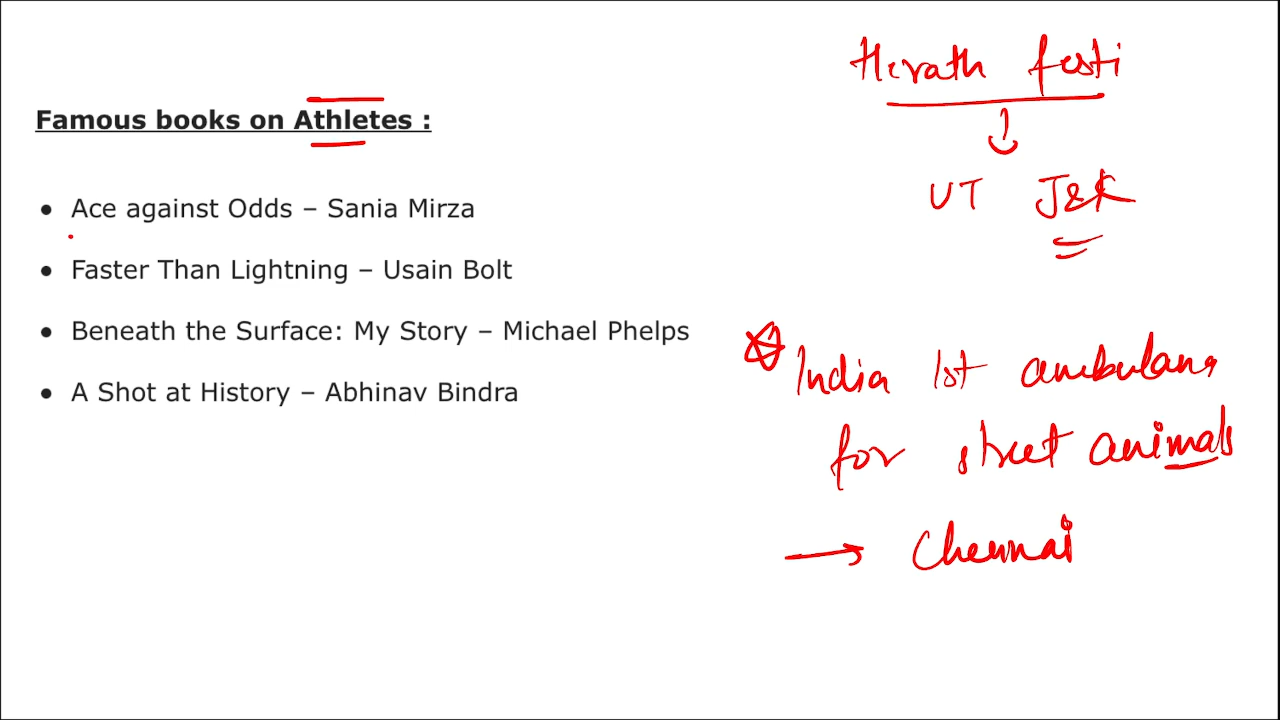 Famous books on Athletes :
● Ace against Odds – Sania Mirza
● Faster Than Lightning – Usain Bolt
● Beneath the Surface: My Story – Michael Phelps
● A Shot at History – Abhinav Bindra
Herath festi
UT J&K
India 1st ambulans
for street animals
→ Chennai